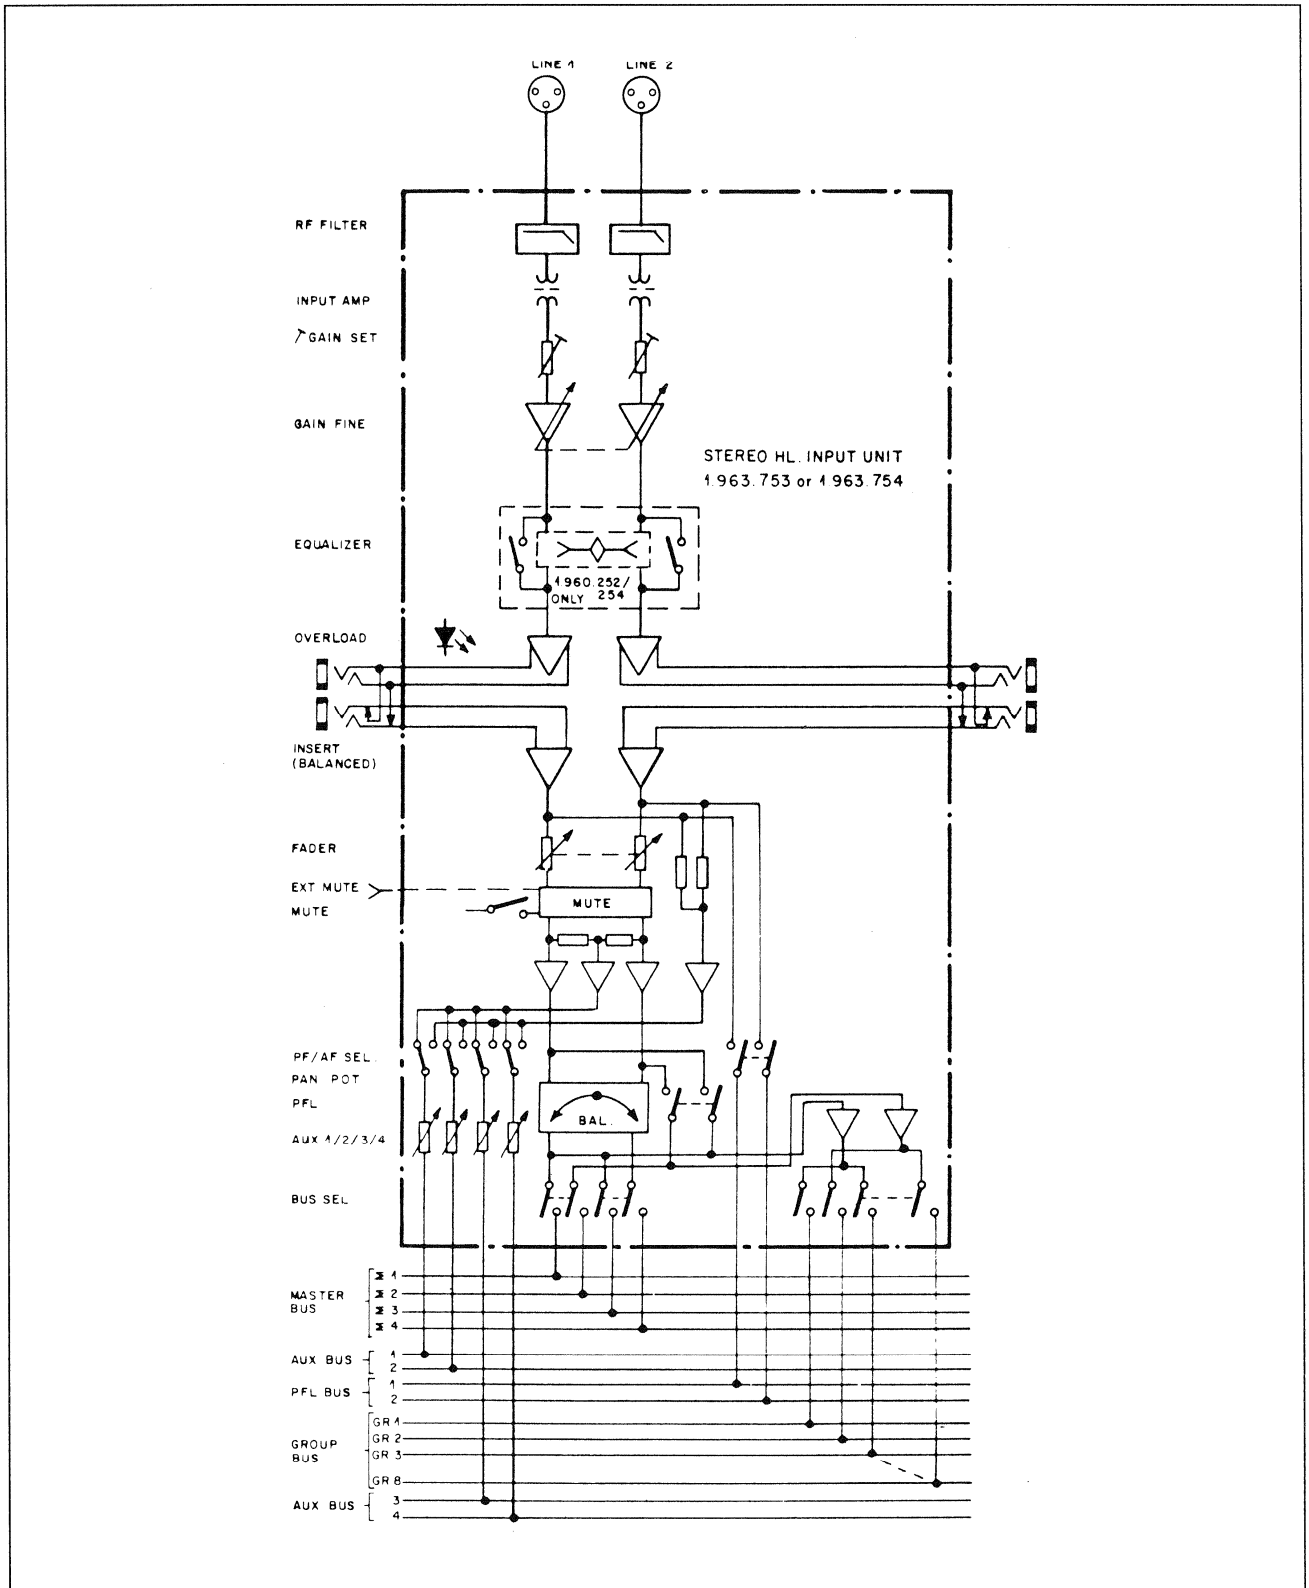 LINE 1
LINE 2
RF FILTER
INPUT AMP
GAIN SET
GAIN FINE
STEREO HL. INPUT UNIT
1.963.753 or 1 963.754
EQUALIZER
1.960.252/
ONLY 254
OVERLOAD
INSERT
(BALANCED)
FADER
EXT MUTE
MUTE
MUTE
PF/AF SEL.
PAN POT
PFL
BAL.
AUX 1/2/3/4
BUS SEL
MASTER
BUS
Σ 1
Σ 2
Σ 3
Σ 4
AUX BUS
1
2
PFL BUS
1
2
GROUP
BUS
GR 1
GR 2
GR 3
GR 8
AUX BUS
3
4